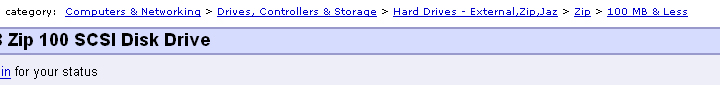 category: Computers & Networking > Drives, Controllers & Storage > Hard Drives - External,Zip,Jaz > Zip > 100 MB & Less
Zip 100 SCSI Disk Drive
in for your status